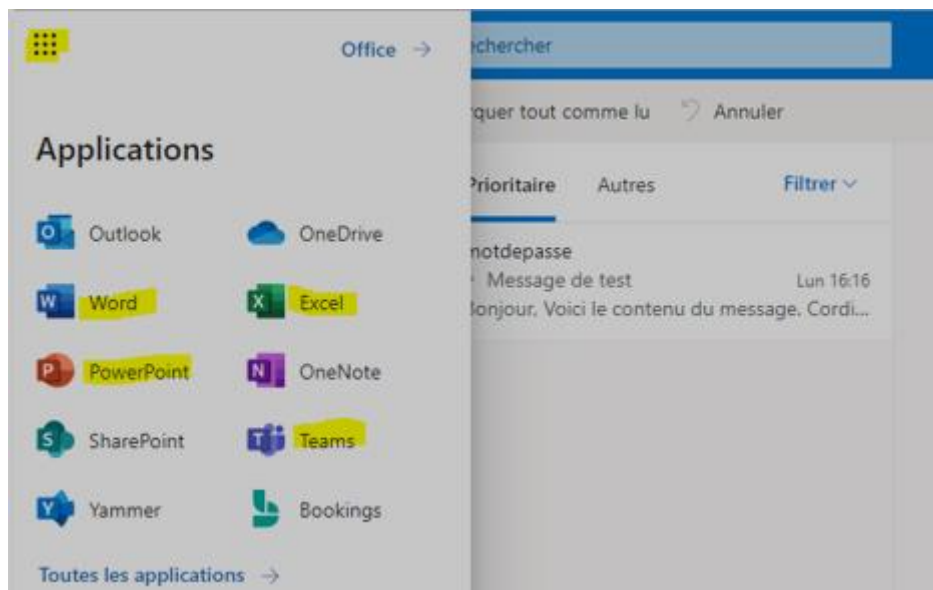 Office →
echercher
rquer tout comme lu
Annuler
Applications
Prioritaire
Autres
Filtrer
Outlook
OneDrive
notdepasse
Message de test
Lun 16:16
Bonjour, Voici le contenu du message. Cordi...
Word
Excel
PowerPoint
OneNote
SharePoint
Teams
Yammer
Bookings
Toutes les applications →